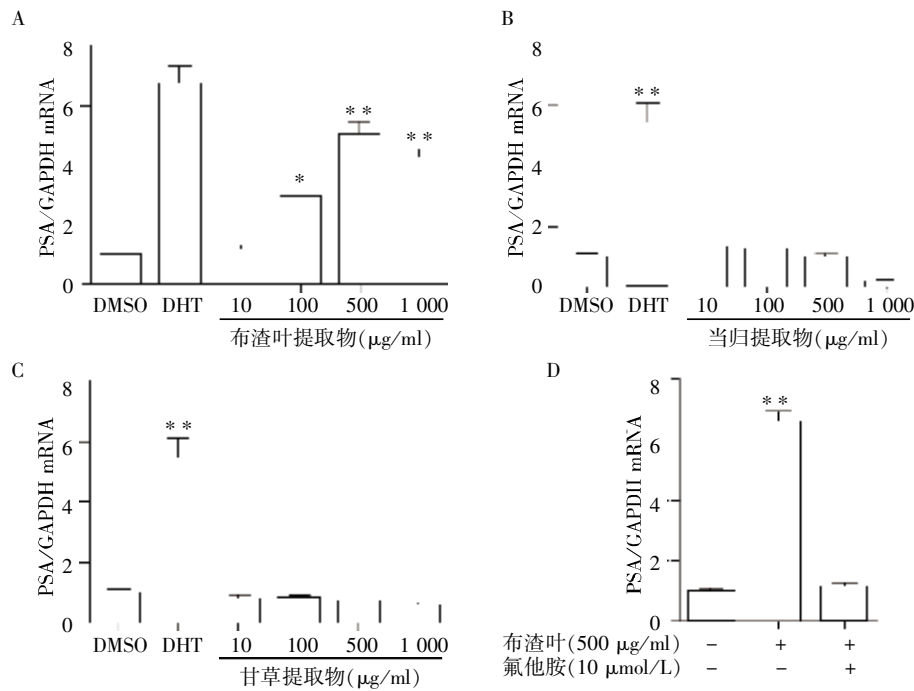 A
8
6
4
2
0
PSA/GAPDH mRNA
*
**
**
DMSO DHT 10 100 500 1 000
布渣叶提取物(μg/ml)
B
8
6
4
2
0
PSA/GAPDH mRNA
**
DMSO DHT 10 100 500 1 000
当归提取物(μg/ml)
C
8
6
4
2
0
PSA/GAPDH mRNA
**
DMSO DHT 10 100 500 1 000
甘草提取物(μg/ml)
D
8
6
4
2
0
PSA/GAPDII mRNA
**
布渣叶(500 μg/ml) － + +
氟他胺(10 μmol/L) － － +